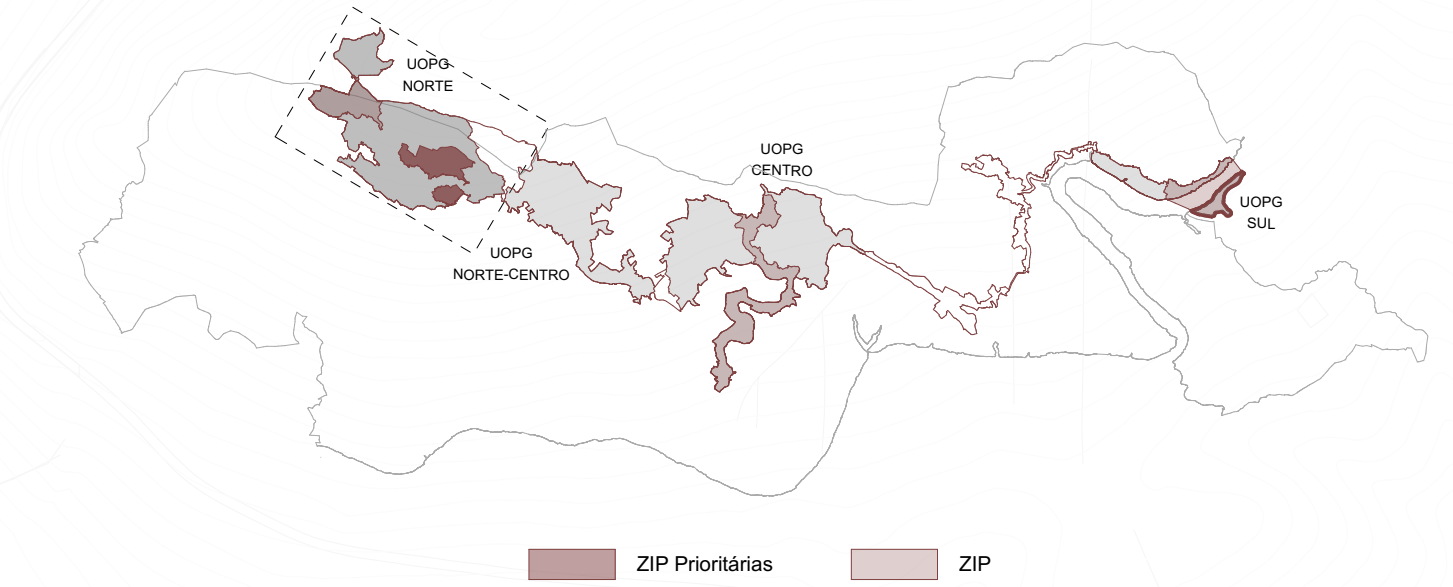 UOPG
NORTE
UOPG
CENTRO
UOPG
SUL
UOPG
NORTE-CENTRO
ZIP Prioritárias
ZIP